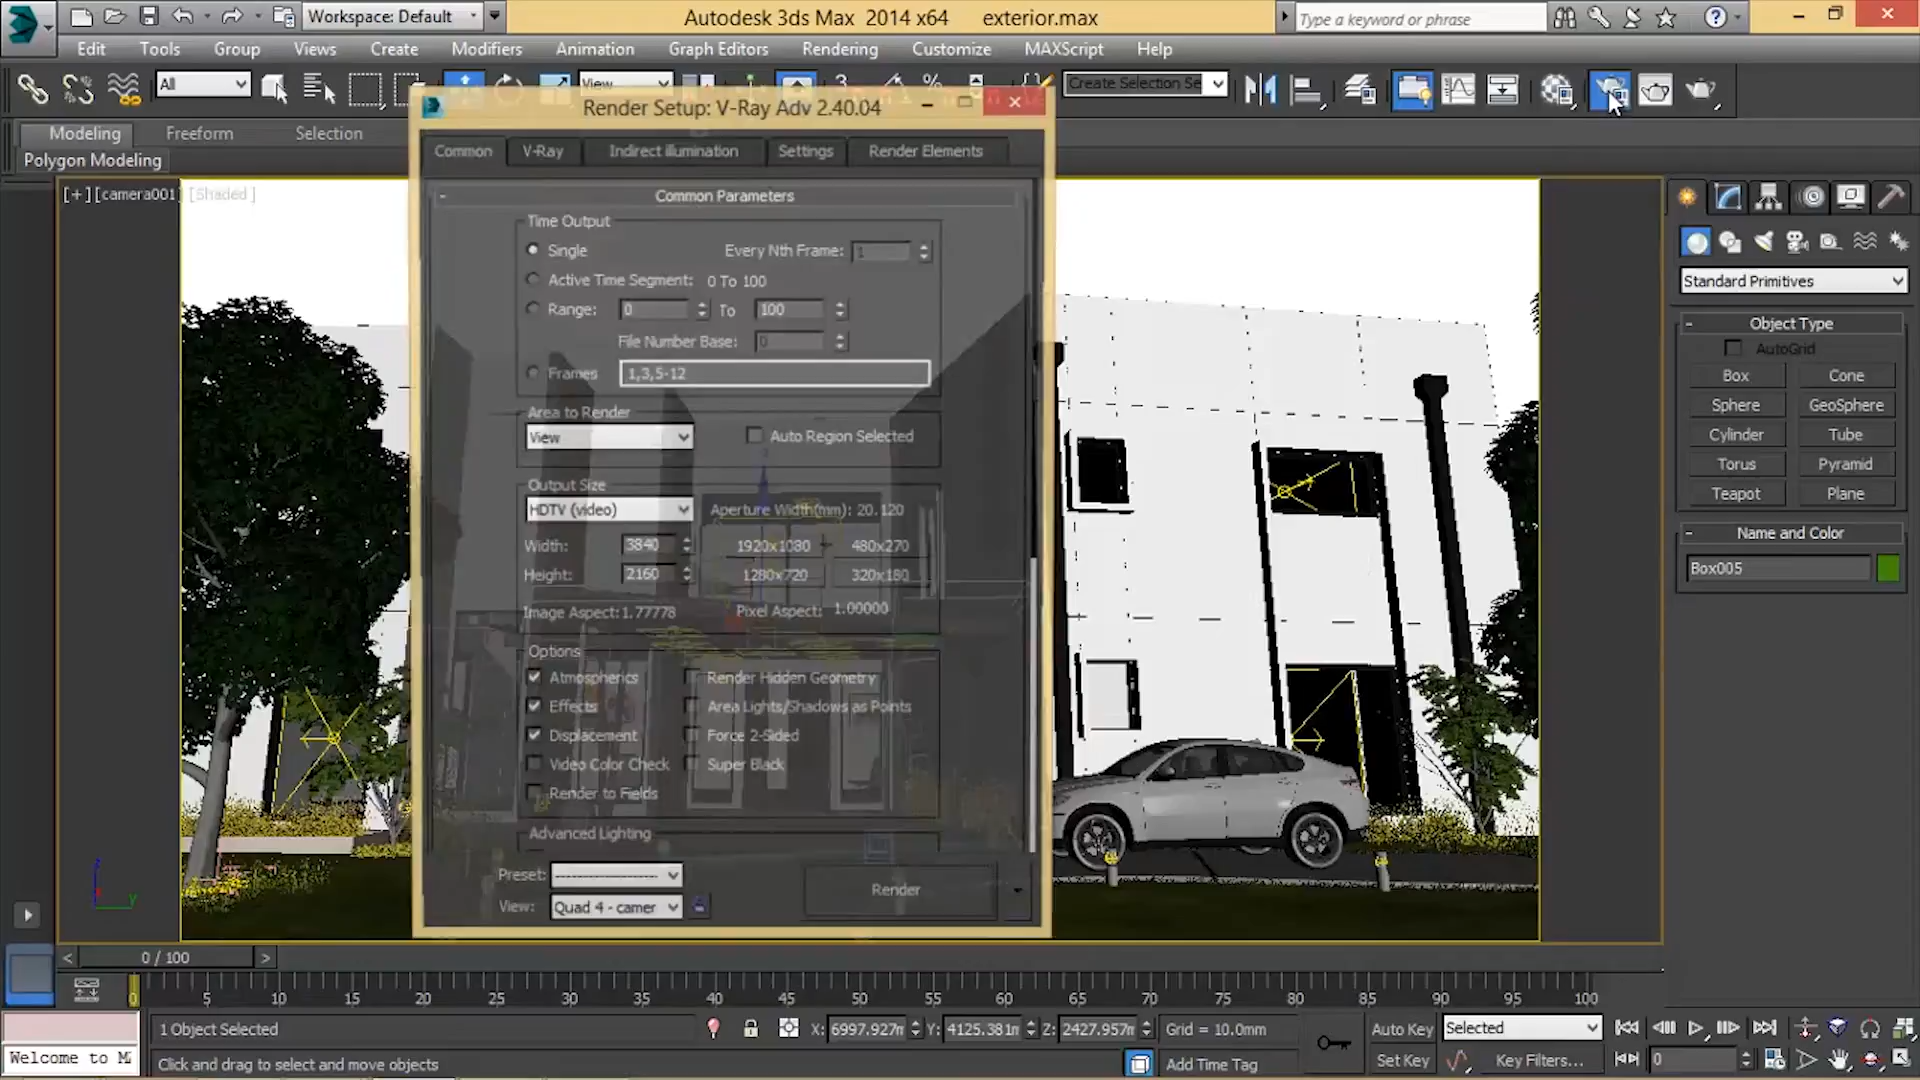 Workspace: Default
Autodesk 3ds Max 2014 x64 exterior.max
Type a keyword or phrase
Edit Tools Group Views Create Modifiers Animation Graph Editors Rendering Customize MAXScript Help
All
View
Create Selection Se
Modeling Freeform Selection
Polygon Modeling
[+][camera001] [Shaded]
Render Setup: V-Ray Adv 2.40.04
Common V-Ray Indirect illumination Settings Render Elements
Common Parameters
Time Output
Single Every Nth Frame: 1
Active Time Segment: 0 To 100
Range: 0 To 100
File Number Base: 0
Frames 1,3,5-12
Area to Render
View Auto Region Selected
Output Size
HDTV (video) Aperture Width(mm): 20.120
Width: 3840 1920x1080 480x270
Height: 2160 1280x720 320x180
Image Aspect: 1.77778 Pixel Aspect: 1.00000
Options
Atmospherics Render Hidden Geometry
Effects Area Lights/Shadows as Points
Displacement Force 2-Sided
Video Color Check Super Black
Render to Fields
Advanced Lighting
Preset: --------------------
View: Quad 4 - camer
Render
Standard Primitives
Object Type
AutoGrid
Box Cone
Sphere GeoSphere
Cylinder Tube
Torus Pyramid
Teapot Plane
Name and Color
Box005
< 0 / 100 >
0 5 10 15 20 25 30 35 40 45 50 55 60 65 70 75 80 85 90 95 100
1 Object Selected X: 6997.927m Y: 4125.381m Z: 2427.957m Grid = 10.0mm Auto Key Selected
Welcome to M Click and drag to select and move objects Add Time Tag Set Key Key Filters... 0